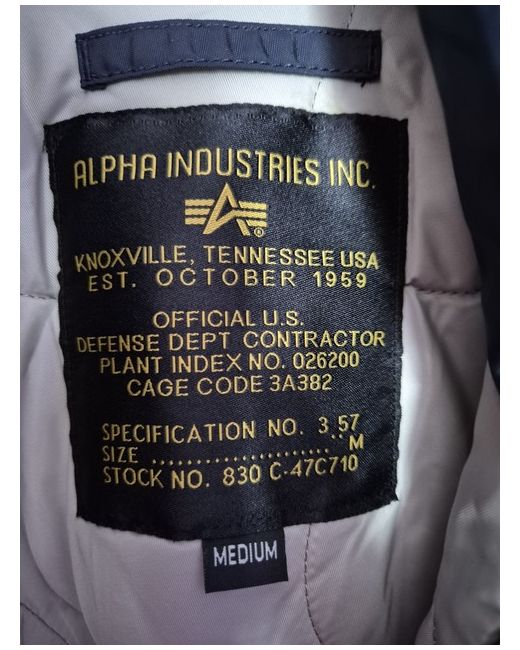 ALPHA INDUSTRIES INC.
KNOXVILLE, TENNESSEE USA
EST. OCTOBER 1959
OFFICIAL U.S.
DEFENSE DEPT CONTRACTOR
PLANT INDEX NO. 026200
CAGE CODE 3A382
SPECIFICATION NO. 3 57
SIZE ........................ M
STOCK NO. 830 C-47C710
MEDIUM